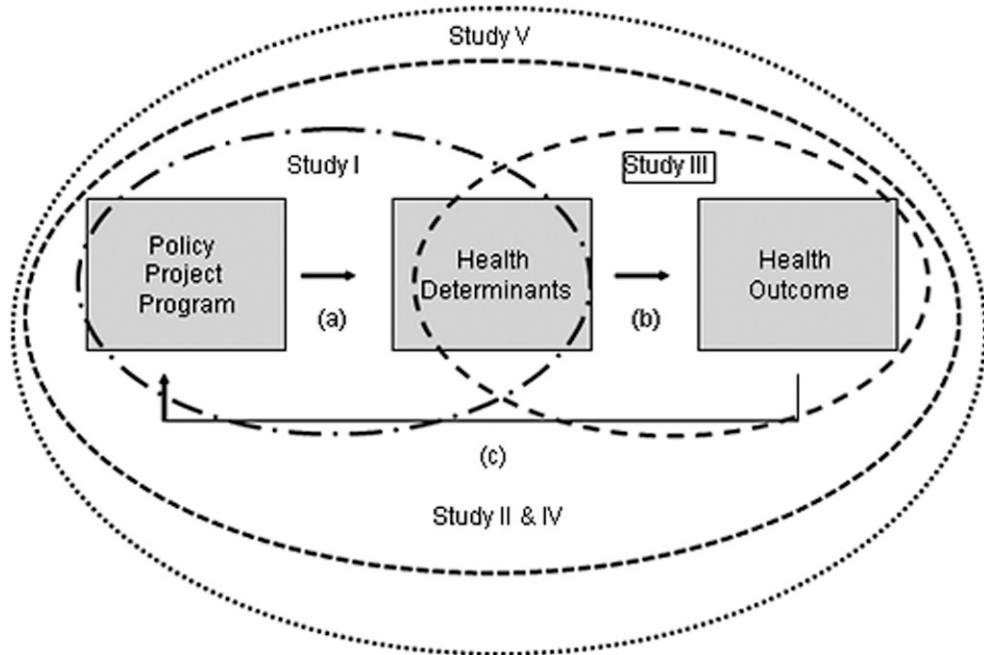 Study V
Study I
Study III
Policy
Project
Program
Health
Determinants
Health
Outcome
(a)
(b)
(c)
Study II & IV